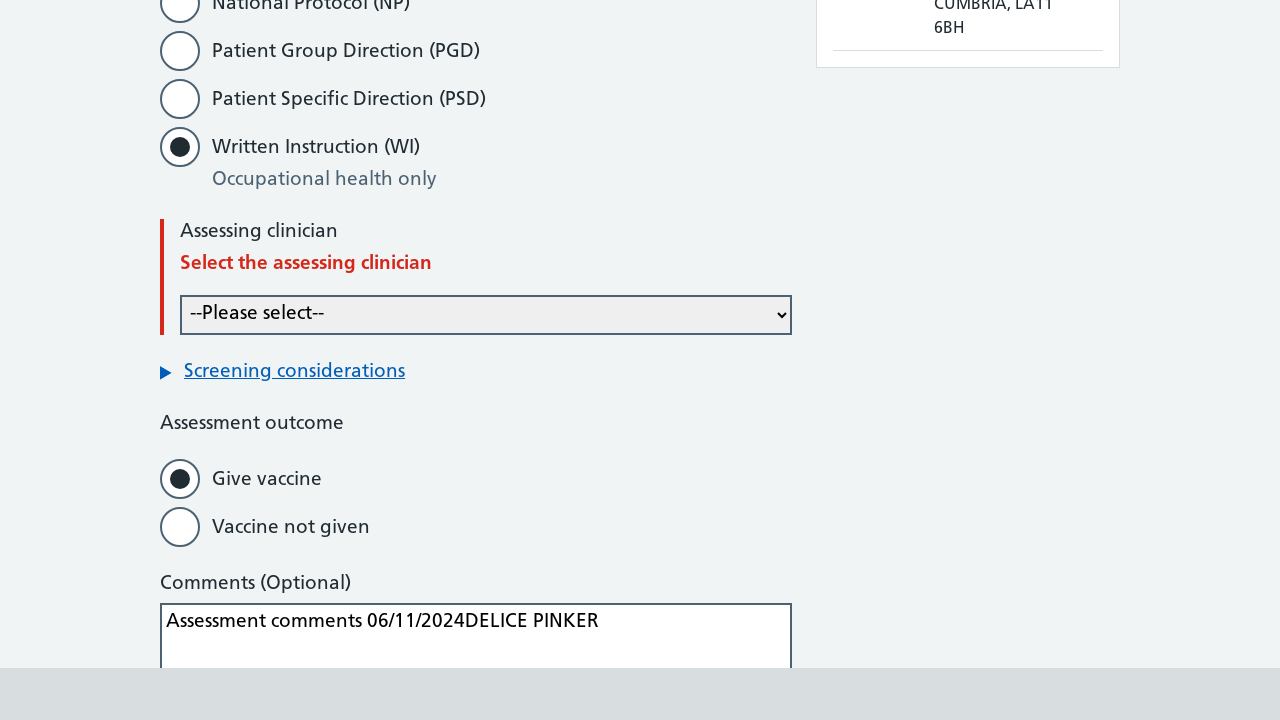 National Protocol (NP)
Patient Group Direction (PGD)
Patient Specific Direction (PSD)
Written Instruction (WI)
Occupational health only
Assessing clinician
Select the assessing clinician
--Please select--
Screening considerations
Assessment outcome
Give vaccine
Vaccine not given
Comments (Optional)
Assessment comments 06/11/2024DELICE PINKER
CUMBRIA, LA11
6BH